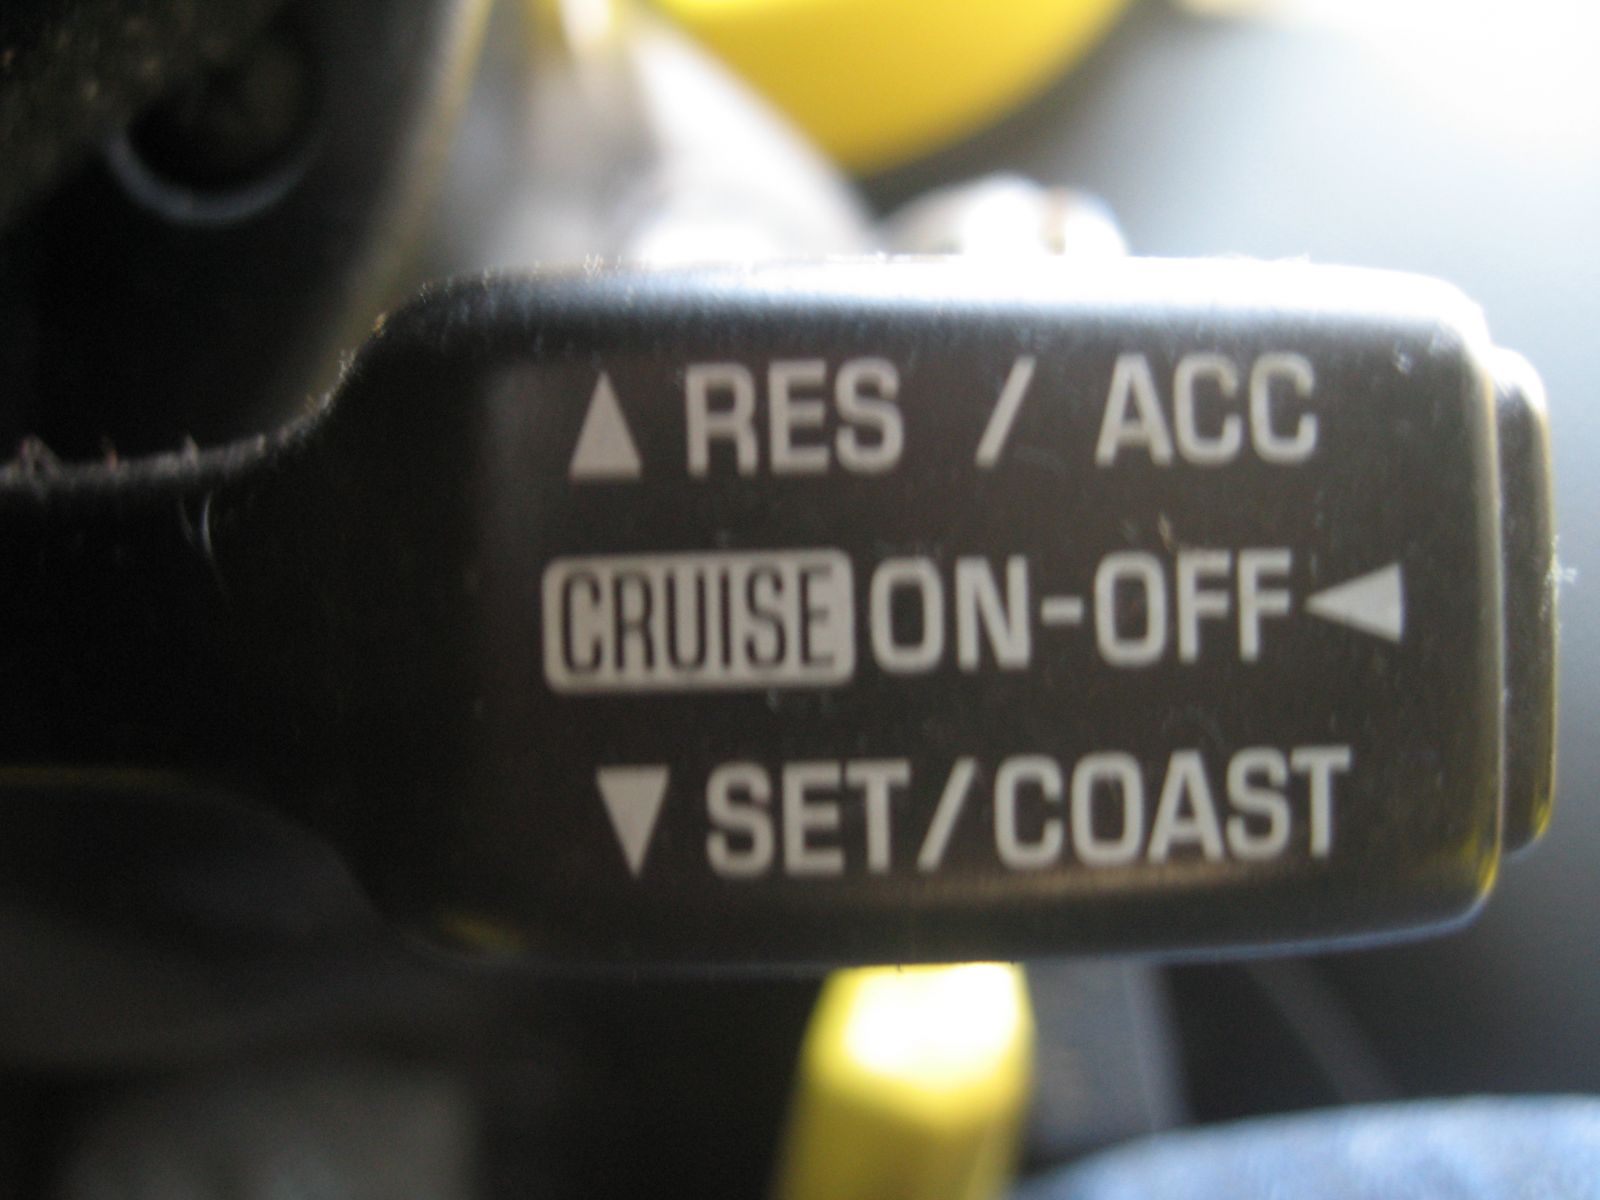 ▲ RES / ACC
CRUISE ON-OFF ◀
▼ SET/COAST